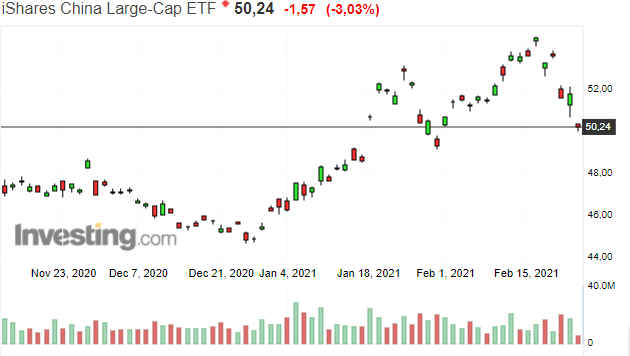 iShares China Large-Cap ETF 50,24 -1,57 (-3,03%)
52.00
50,24
48.00
46.00
Investing.com
44.00
Nov 23, 2020 Dec 7, 2020 Dec 21, 2020 Jan 4, 2021 Jan 18, 2021 Feb 1, 2021 Feb 15, 2021
40.0M
0